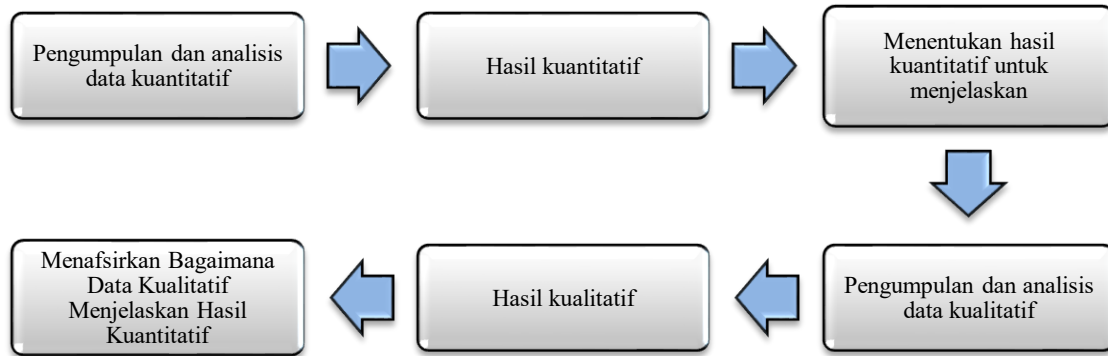 Pengumpulan dan analisis
data kuantitatif
Hasil kuantitatif
Menentukan hasil
kuantitatif untuk
menjelaskan
Pengumpulan dan analisis
data kualitatif
Hasil kualitatif
Menafsirkan Bagaimana
Data Kualitatif
Menjelaskan Hasil
Kuantitatif